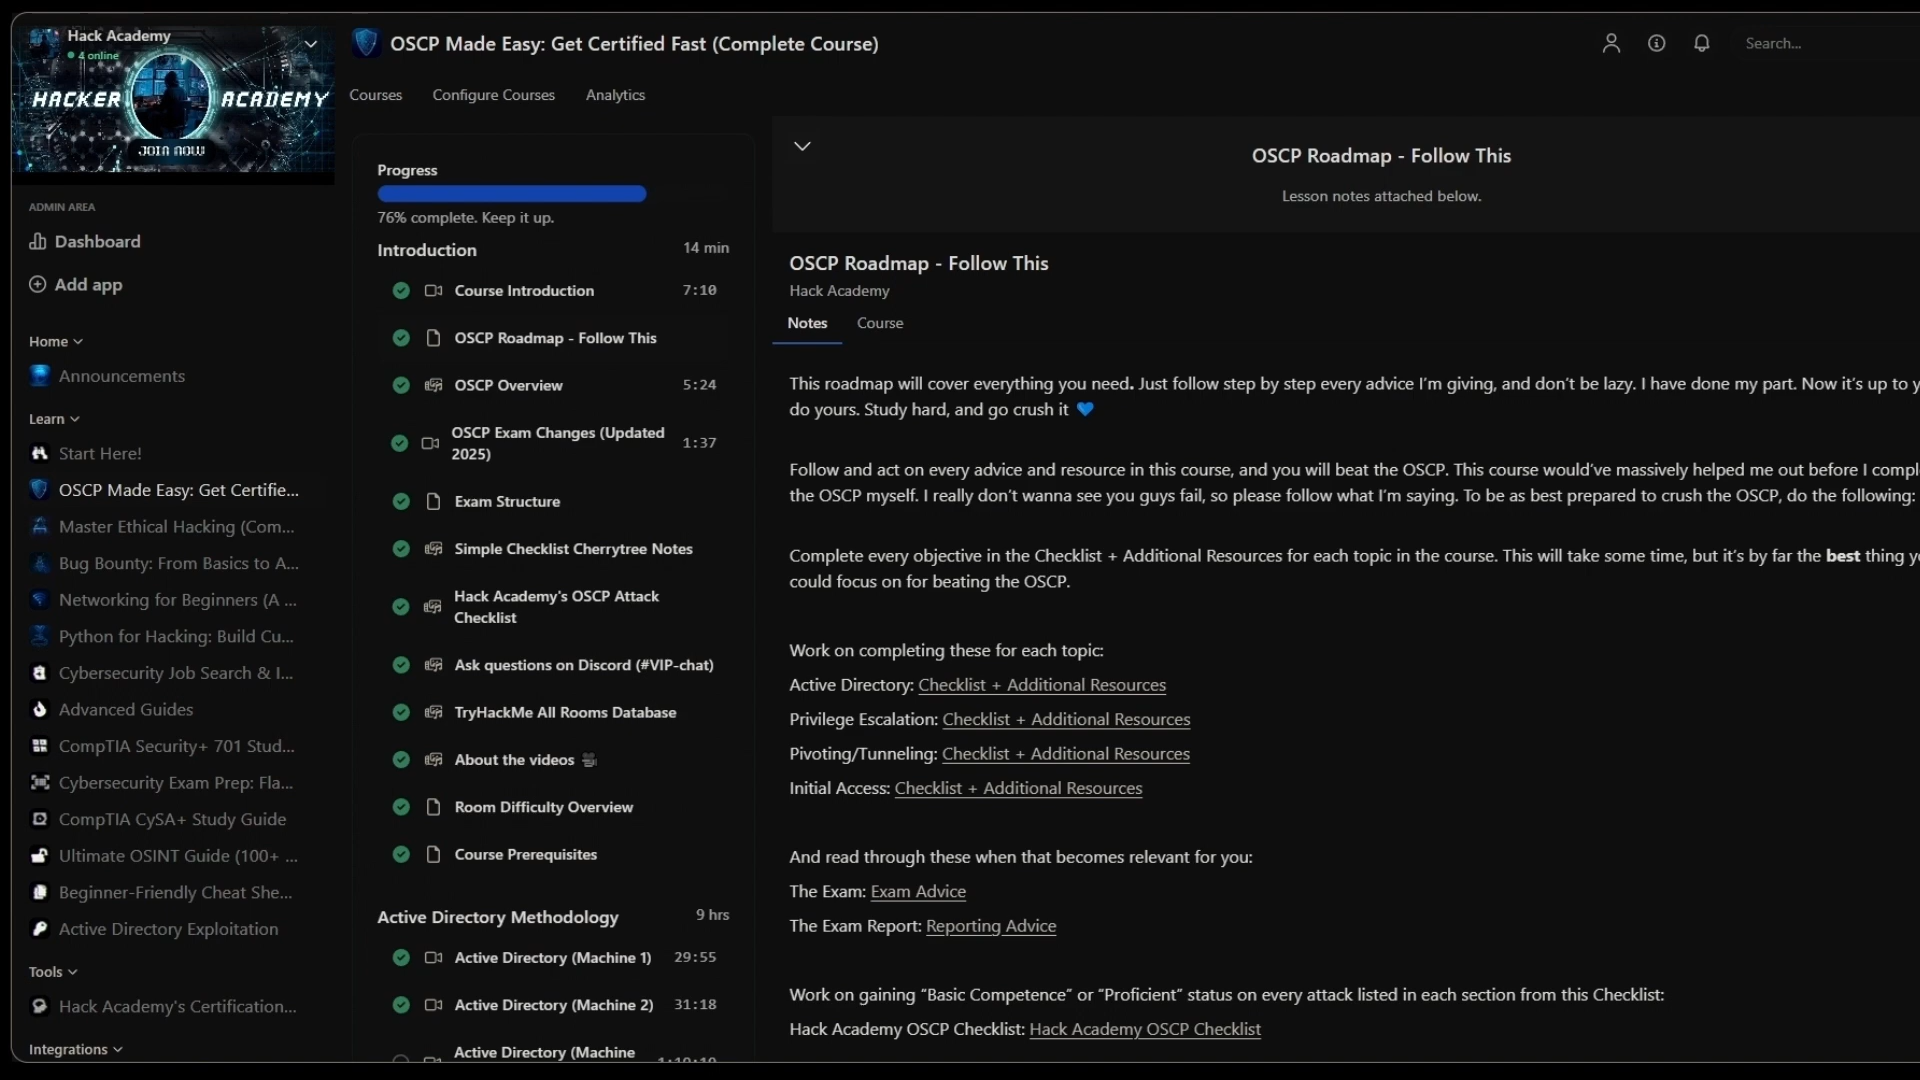 Hack Academy
4 online
HACKER ACADEMY
JOIN NOW!
ADMIN AREA
Dashboard
Add app
Home
Announcements
Learn
Start Here!
OSCP Made Easy: Get Certifie...
Master Ethical Hacking (Com...
Bug Bounty: From Basics to A...
Networking for Beginners (A ...
Python for Hacking: Build Cu...
Cybersecurity Job Search & I...
Advanced Guides
CompTIA Security+ 701 Stud...
Cybersecurity Exam Prep: Fla...
CompTIA CySA+ Study Guide
Ultimate OSINT Guide (100+ ...
Beginner-Friendly Cheat She...
Active Directory Exploitation
Tools
Hack Academy's Certification...
Integrations
OSCP Made Easy: Get Certified Fast (Complete Course)
Search...
Courses Configure Courses Analytics
Progress
76% complete. Keep it up.
Introduction 14 min
Course Introduction 7:10
OSCP Roadmap - Follow This
OSCP Overview 5:24
OSCP Exam Changes (Updated
2025) 1:37
Exam Structure
Simple Checklist Cherrytree Notes
Hack Academy's OSCP Attack
Checklist
Ask questions on Discord (#VIP-chat)
TryHackMe All Rooms Database
About the videos
Room Difficulty Overview
Course Prerequisites
Active Directory Methodology 9 hrs
Active Directory (Machine 1) 29:55
Active Directory (Machine 2) 31:18
Active Directory (Machine
OSCP Roadmap - Follow This
Lesson notes attached below.
OSCP Roadmap - Follow This
Hack Academy
Notes Course
This roadmap will cover everything you need. Just follow step by step every advice I'm giving, and don't be lazy. I have done my part. Now it's up to y
do yours. Study hard, and go crush it 💙
Follow and act on every advice and resource in this course, and you will beat the OSCP. This course would've massively helped me out before I compl
the OSCP myself. I really don't wanna see you guys fail, so please follow what I'm saying. To be as best prepared to crush the OSCP, do the following:
Complete every objective in the Checklist + Additional Resources for each topic in the course. This will take some time, but it's by far the best thing y
could focus on for beating the OSCP.
Work on completing these for each topic:
Active Directory: Checklist + Additional Resources
Privilege Escalation: Checklist + Additional Resources
Pivoting/Tunneling: Checklist + Additional Resources
Initial Access: Checklist + Additional Resources
And read through these when that becomes relevant for you:
The Exam: Exam Advice
The Exam Report: Reporting Advice
Work on gaining “Basic Competence” or “Proficient” status on every attack listed in each section from this Checklist:
Hack Academy OSCP Checklist: Hack Academy OSCP Checklist